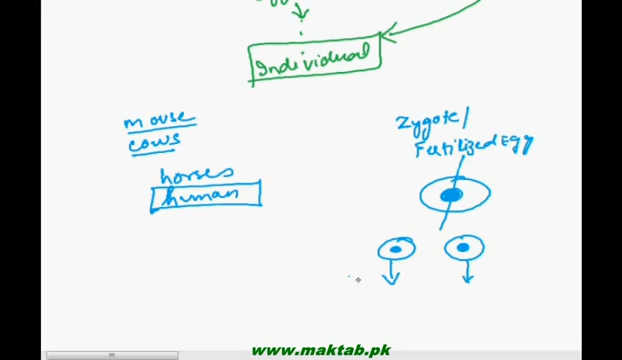 Individual
mouse
cows
horses
human
Zygote/
Fertilized Egg
www.maktab.pk